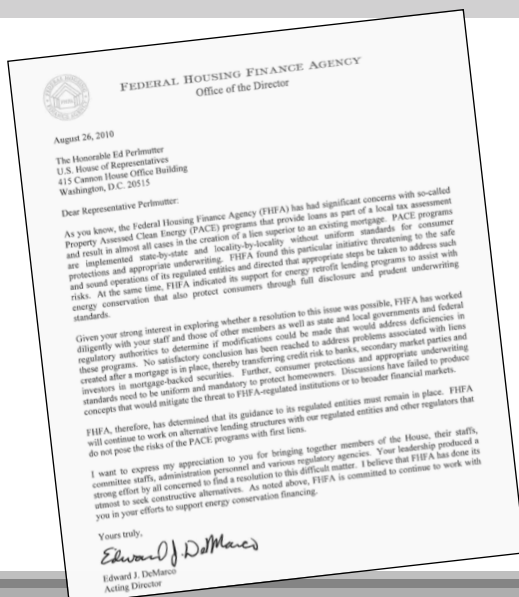 FEDERAL HOUSING FINANCE AGENCY
Office of the Director
August 26, 2010
The Honorable Ed Perlmutter
U.S. House of Representatives
415 Cannon House Office Building
Washington, D.C. 20515
Dear Representative Perlmutter:
As you know, the Federal Housing Finance Agency (FHFA) has had significant concerns with so-called
Property Assessed Clean Energy (PACE) programs that provide loans as part of a local tax assessment
and result in almost all cases in the creation of a lien superior to an existing mortgage. PACE programs
are implemented state-by-state and locality-by-locality without uniform standards for consumer
protections and appropriate underwriting. FHFA found this particular initiative threatening to the safe
and sound operations of its regulated entities and directed that appropriate steps be taken to address such
risks. At the same time, FHFA indicated its support for energy retrofit lending programs to assist with
energy conservation that also protect consumers through full disclosure and prudent underwriting
standards.
Given your strong interest in exploring whether a resolution to this issue was possible, FHFA has worked
diligently with your staff and those of other members as well as state and local governments and federal
regulatory authorities to determine if modifications could be made that would address deficiencies in
these programs. No satisfactory conclusion has been reached to address problems associated with liens
created after a mortgage is in place, thereby transferring credit risk to banks, secondary market parties and
investors in mortgage-backed securities. Further, consumer protections and appropriate underwriting
standards need to be uniform and mandatory to protect homeowners. Discussions have failed to produce
concepts that would mitigate the threat to FHFA-regulated institutions or to broader financial markets.
FHFA, therefore, has determined that its guidance to its regulated entities must remain in place. FHFA
will continue to work on alternative lending structures with our regulated entities and other regulators that
do not pose the risks of the PACE programs with first liens.
I want to express my appreciation to you for bringing together members of the House, their staffs,
committee staffs, administration personnel and various regulatory agencies. Your leadership produced a
strong effort by all concerned to find a resolution to this difficult matter. I believe that FHFA has done its
utmost to seek constructive alternatives. As noted above, FHFA is committed to continue to work with
you in your efforts to support energy conservation financing.
Yours truly,
Edward J. DeMarco
Edward J. DeMarco
Acting Director